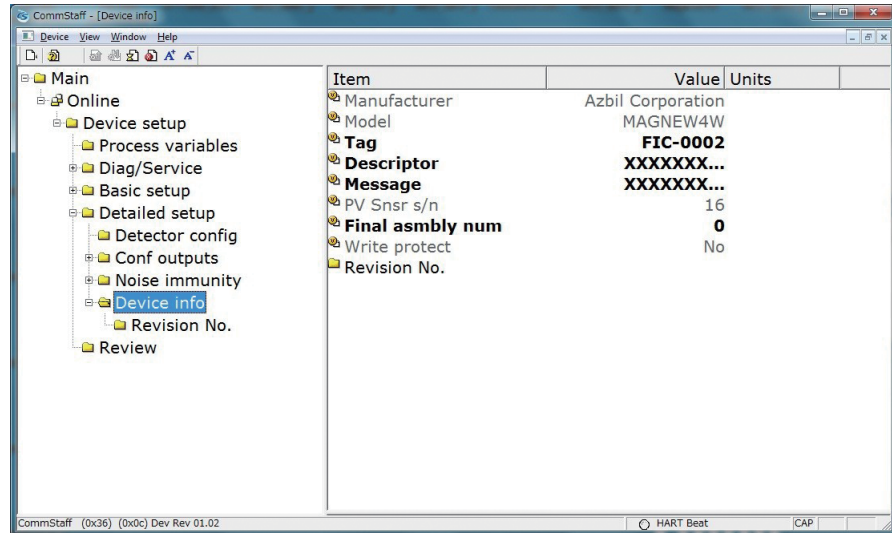 CommStaff - [Device info]
Device View Window Help
Main
Online
Device setup
Process variables
Diag/Service
Basic setup
Detailed setup
Detector config
Conf outputs
Noise immunity
Device info
Revision No.
Review
Item Value Units
Manufacturer Azbil Corporation
Model MAGNEW4W
Tag FIC-0002
Descriptor XXXXXXX...
Message XXXXXXX...
PV Snsr s/n 16
Final asmbly num 0
Write protect No
Revision No.
CommStaff (0x36) (0x0c) Dev Rev 01.02 HART Beat CAP